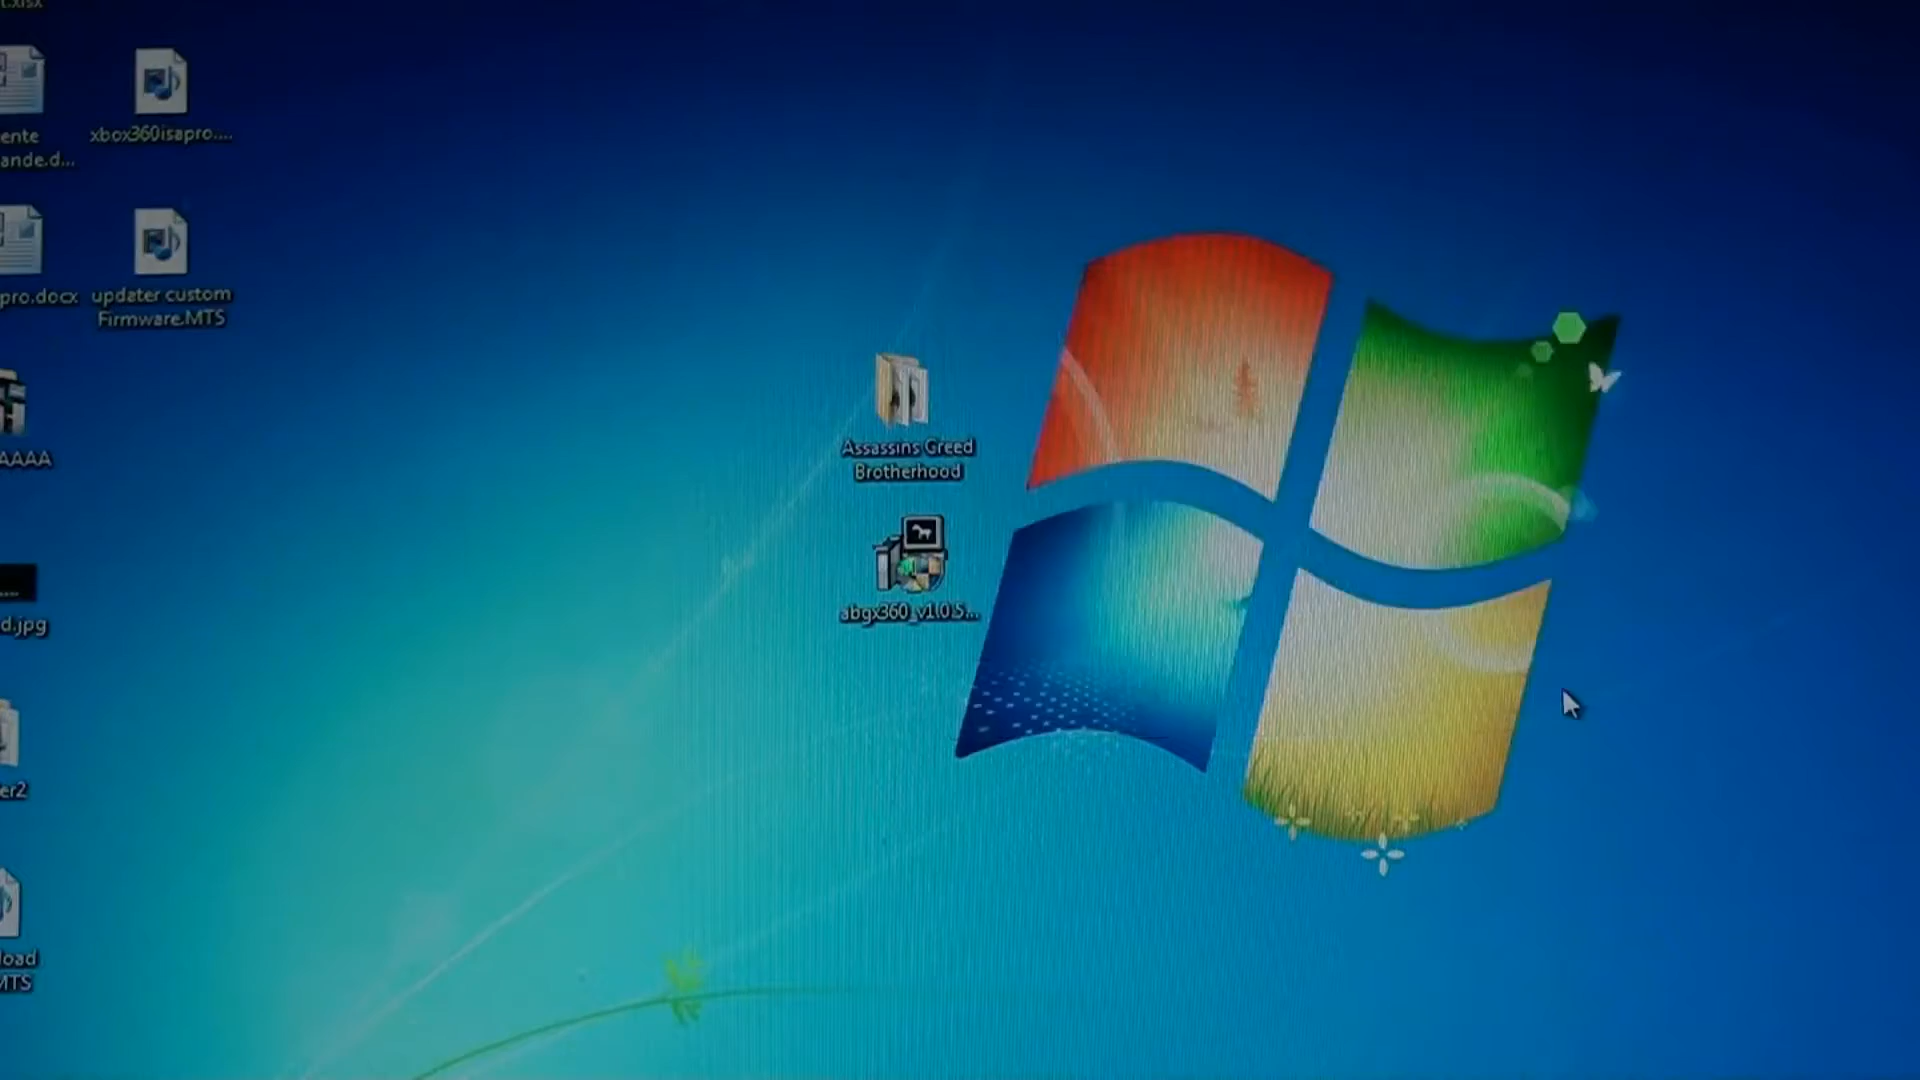 t.xlsx
ente
ande.d...
xbox360isapro....
pro.docx
updater custom
Firmware.MTS
AAAA
Assassins Creed
Brotherhood
abgx360_v1.0.5...
d.jpg
er2
load
MTS